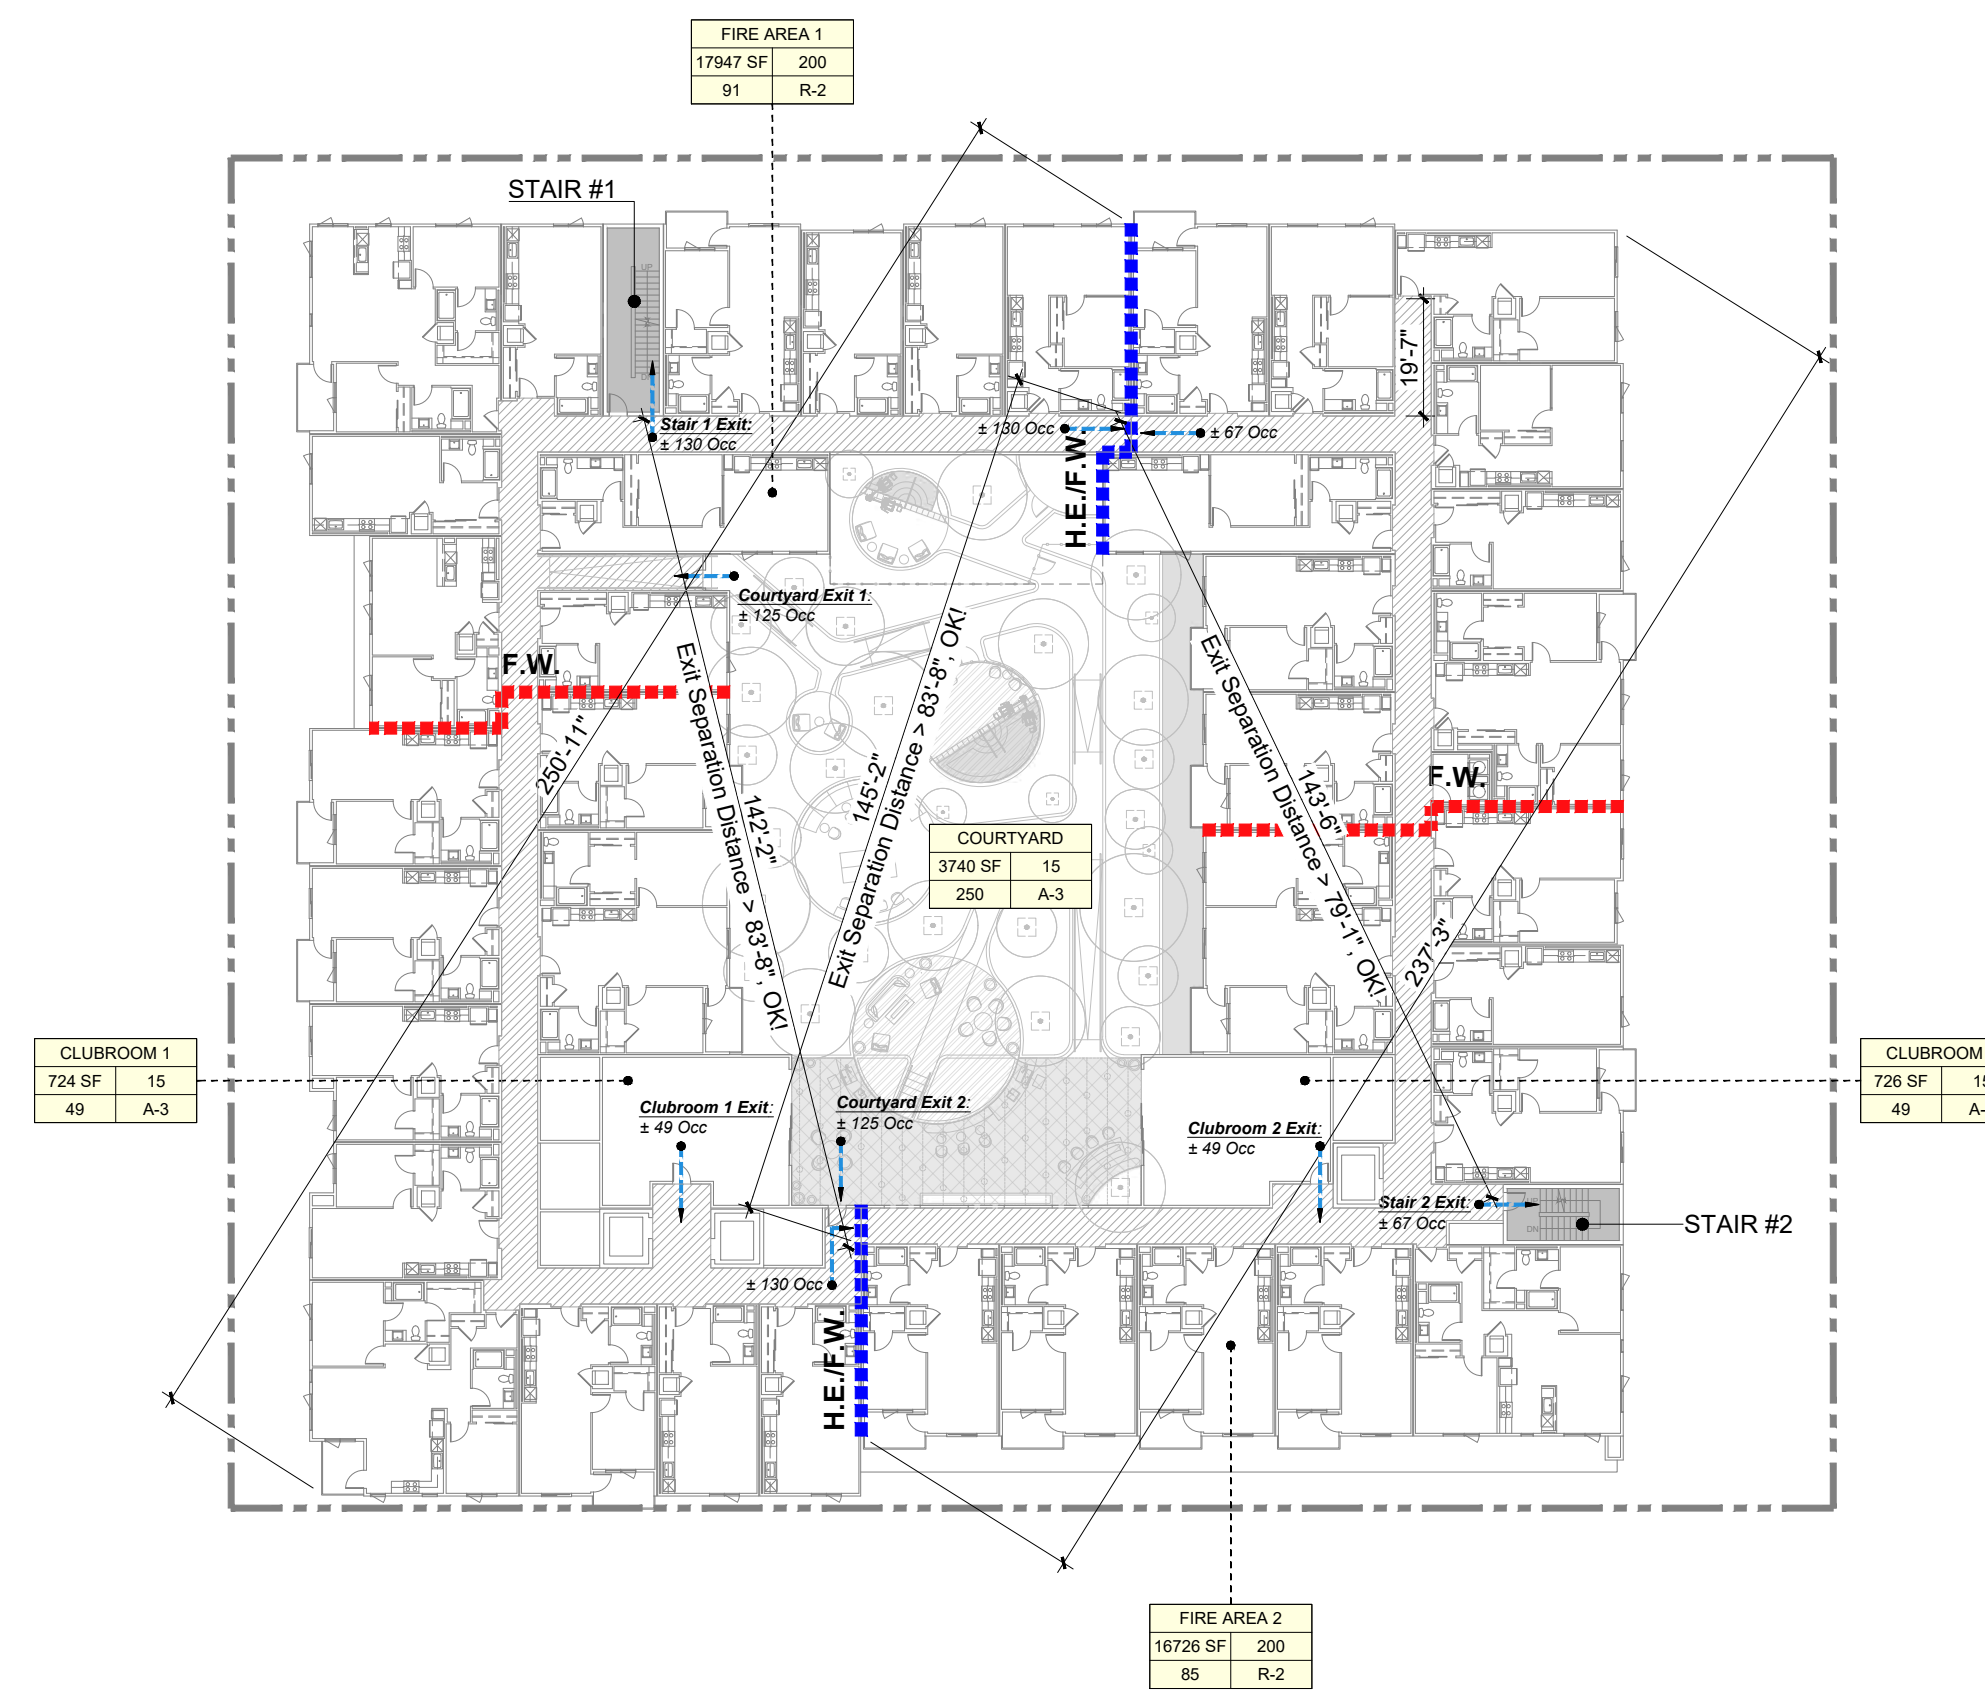 FIRE AREA 1
17947 SF 200
91 R-2
STAIR #1
19'-7"
Stair 1 Exit:
± 130 Occ
± 130 Occ
± 67 Occ
H.E./F.W.
Courtyard Exit 1:
± 125 Occ
F.W.
250'-11"
142'-2"
Exit Separation Distance > 83'-8", OK!
145'-2"
Exit Separation Distance > 83'-8", OK!
143'-6"
Exit Separation Distance > 79'-1", OK!
237'-3"
F.W.
COURTYARD
3740 SF 15
250 A-3
CLUBROOM 1
724 SF 15
49 A-3
CLUBROOM
726 SF
49
Clubroom 1 Exit:
± 49 Occ
Courtyard Exit 2:
± 125 Occ
Clubroom 2 Exit:
± 49 Occ
Stair 2 Exit:
± 67 Occ
STAIR #2
± 130 Occ
H.E./F.W.
FIRE AREA 2
16726 SF 200
85 R-2
UP
DN